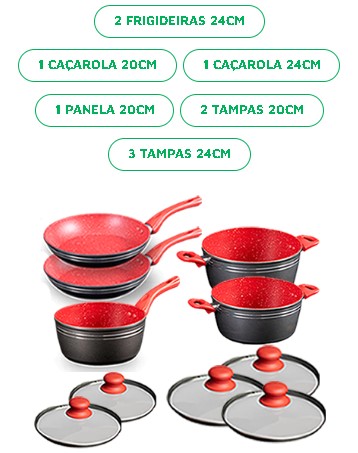 2 FRIGIDEIRAS 24CM
1 CAÇAROLA 20CM
1 CAÇAROLA 24CM
1 PANELA 20CM
2 TAMPAS 20CM
3 TAMPAS 24CM